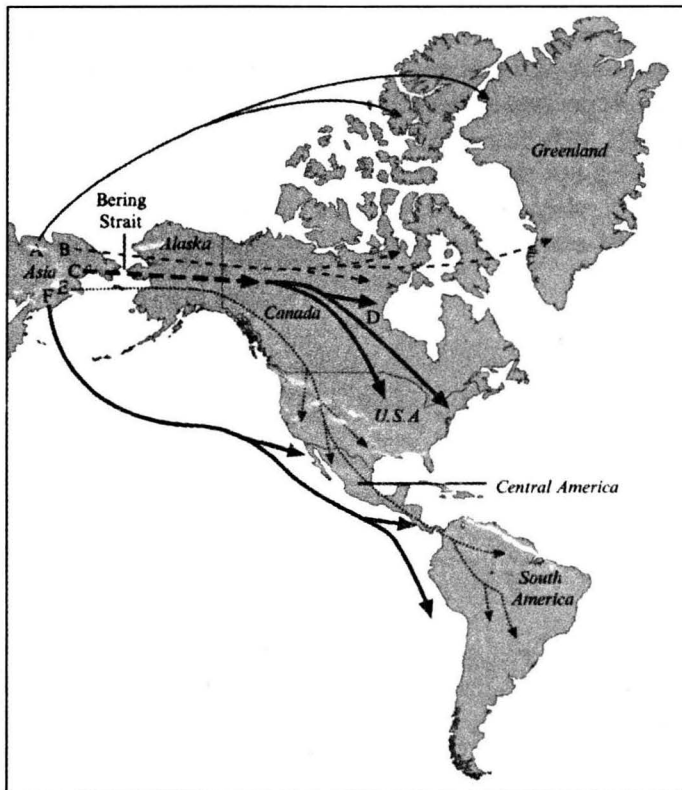 Greenland
Bering
Strait
Alaska
A B
Asia C
F E
Canada
D
U.S.A
Central America
South
America